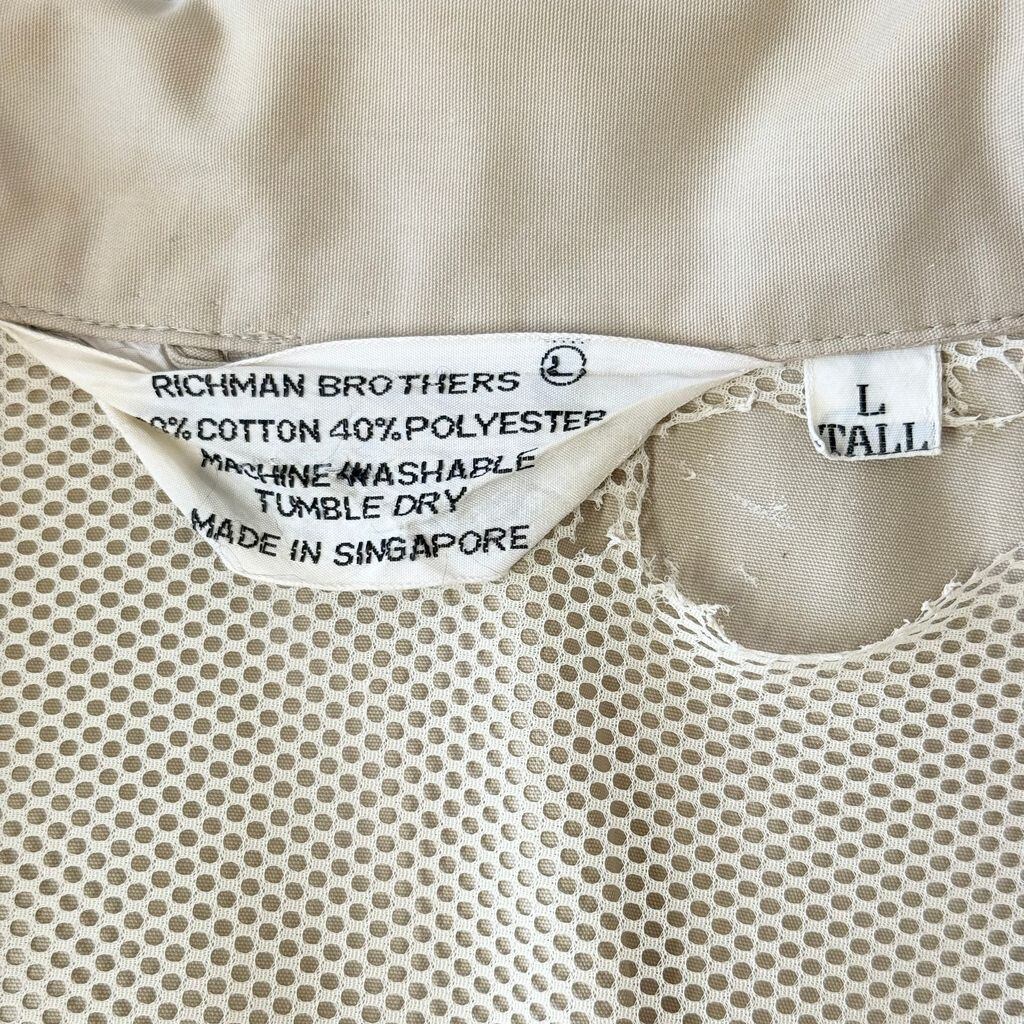 RICHMAN BROTHERS L
0% COTTON 40% POLYESTER
MACHINE WASHABLE
TUMBLE DRY
MADE IN SINGAPORE
L
TALL